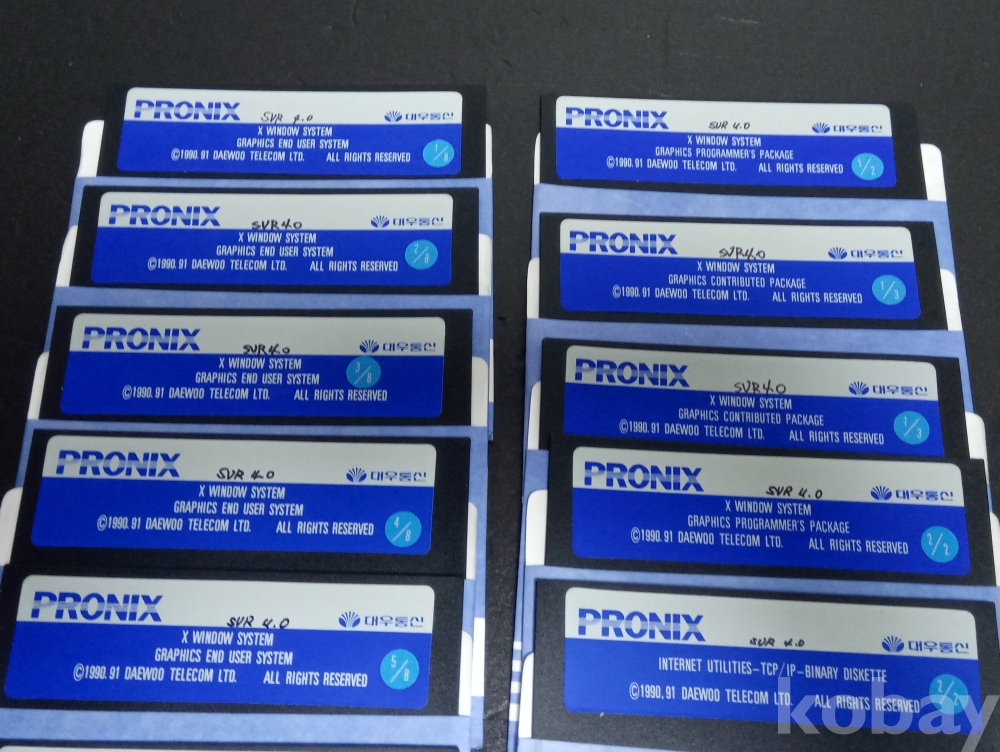 PRONIX SVR 4.0 대우통신
X WINDOW SYSTEM
GRAPHICS END USER SYSTEM
©1990. 91 DAEWOO TELECOM LTD. ALL RIGHTS RESERVED 1/8
PRONIX SVR4.0 대우통신
X WINDOW SYSTEM
GRAPHICS END USER SYSTEM
©1990. 91 DAEWOO TELECOM LTD. ALL RIGHTS RESERVED 2/8
PRONIX SVR4.0 대우통신
X WINDOW SYSTEM
GRAPHICS END USER SYSTEM 3/8
©1990. 91 DAEWOO TELECOM LTD. ALL RIGHTS RESERVED
PRONIX SVR 4.0 대우통신
X WINDOW SYSTEM
GRAPHICS END USER SYSTEM
©1990. 91 DAEWOO TELECOM LTD. ALL RIGHTS RESERVED 4/8
PRONIX SVR 4.0 대우통신
X WINDOW SYSTEM
GRAPHICS END USER SYSTEM
©1990. 91 DAEWOO TELECOM LTD. ALL RIGHTS RESERVED 5/8
PRONIX SVR 4.0 대우통신
X WINDOW SYSTEM
GRAPHICS PROGRAMMER'S PACKAGE
©1990. 91 DAEWOO TELECOM LTD. ALL RIGHTS RESERVED 1/2
PRONIX SVR4.0 대우통신
X WINDOW SYSTEM
GRAPHICS CONTRIBUTED PACKAGE
©1990. 91 DAEWOO TELECOM LTD. ALL RIGHTS RESERVED 1/3
PRONIX SVR4.0 대우통신
X WINDOW SYSTEM
GRAPHICS CONTRIBUTED PACKAGE
©1990. 91 DAEWOO TELECOM LTD. ALL RIGHTS RESERVED 1/3
PRONIX SVR 4.0 대우통신
X WINDOW SYSTEM
GRAPHICS PROGRAMMER'S PACKAGE
©1990. 91 DAEWOO TELECOM LTD. ALL RIGHTS RESERVED 2/2
PRONIX SVR 4.0 대우통신
INTERNET UTILITIES-TCP/IP-BINARY DISKETTE
©1990. 91 DAEWOO TELECOM LTD. ALL RIGHTS RESERVED 2/2
kobay